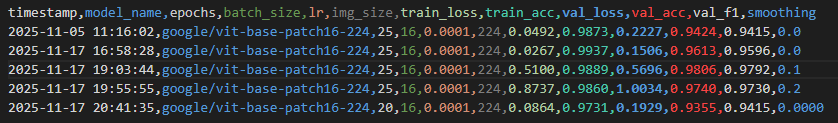 timestamp,model_name,epochs,batch_size,lr,img_size,train_loss,train_acc,val_loss,val_acc,val_f1,smoothing
2025-11-05 11:16:02,google/vit-base-patch16-224,25,16,0.0001,224,0.0492,0.9873,0.2227,0.9424,0.9415,0.0
2025-11-17 16:58:28,google/vit-base-patch16-224,25,16,0.0001,224,0.0267,0.9937,0.1506,0.9613,0.9596,0.0
2025-11-17 19:03:44,google/vit-base-patch16-224,25,16,0.0001,224,0.5100,0.9889,0.5696,0.9806,0.9792,0.1
2025-11-17 19:55:55,google/vit-base-patch16-224,25,16,0.0001,224,0.8737,0.9860,1.0034,0.9740,0.9730,0.2
2025-11-17 20:41:35,google/vit-base-patch16-224,20,16,0.0001,224,0.0864,0.9731,0.1929,0.9355,0.9415,0.0000